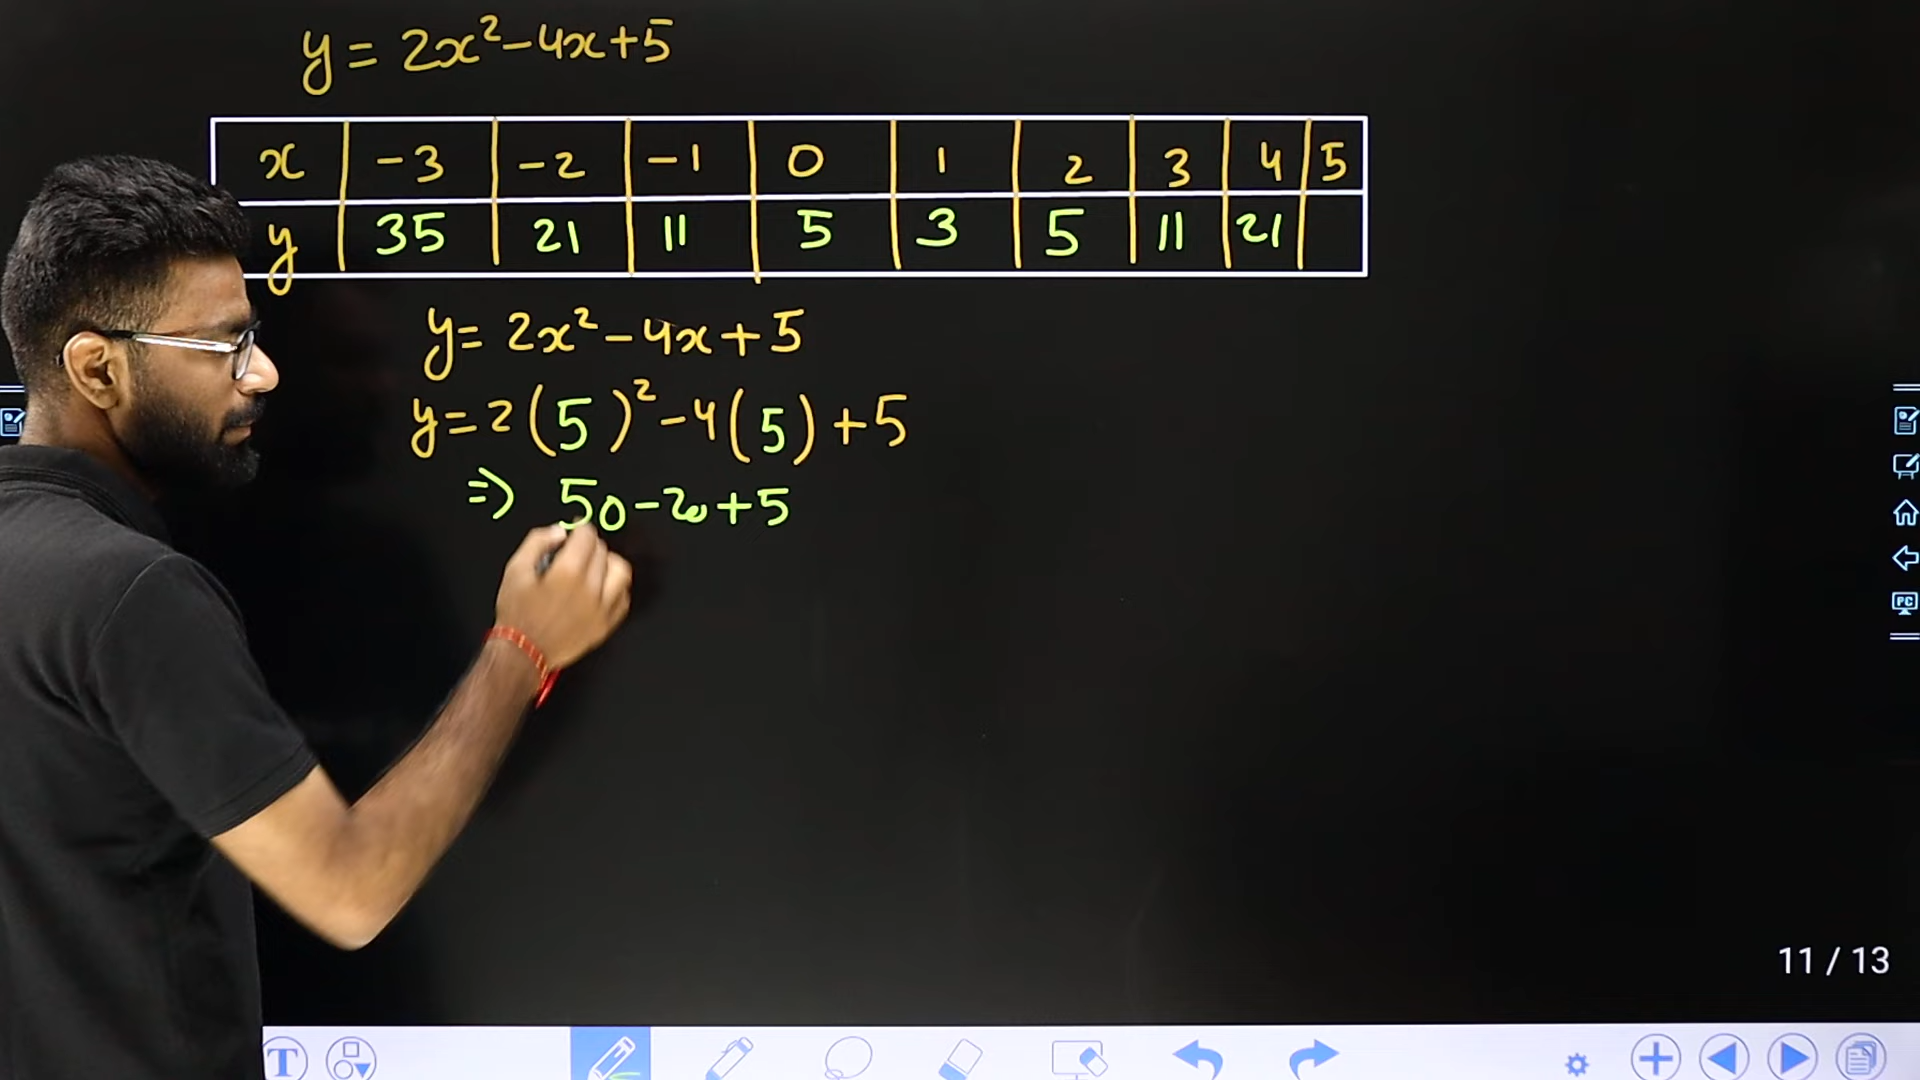 y = 2x² - 4x + 5
x -3 -2 -1 0 1 2 3 4 5
y 35 21 11 5 3 5 11 21
y = 2x² - 4x + 5
y = 2(5)² - 4(5) + 5
⇒ 50 - 20 + 5
PC
11 / 13
T